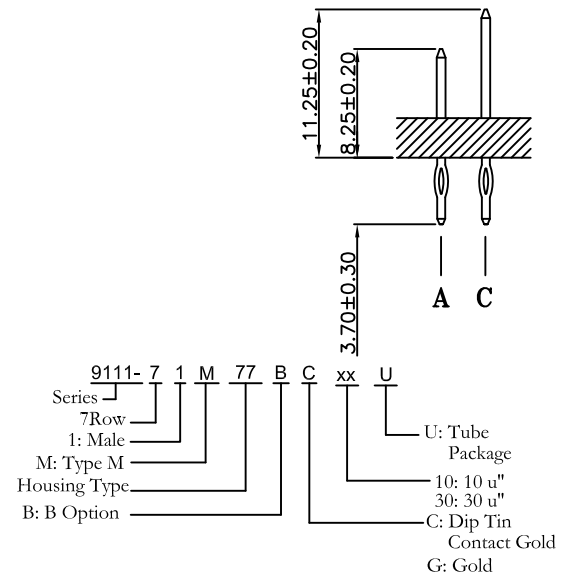 11.25±0.20
8.25±0.20
3.70±0.30
A C
9111- 7 1 M 77 B C xx U
Series
7Row
1: Male
M: Type M
Housing Type
B: B Option
U: Tube
Package
10: 10 u"
30: 30 u"
C: Dip Tin
Contact Gold
G: Gold